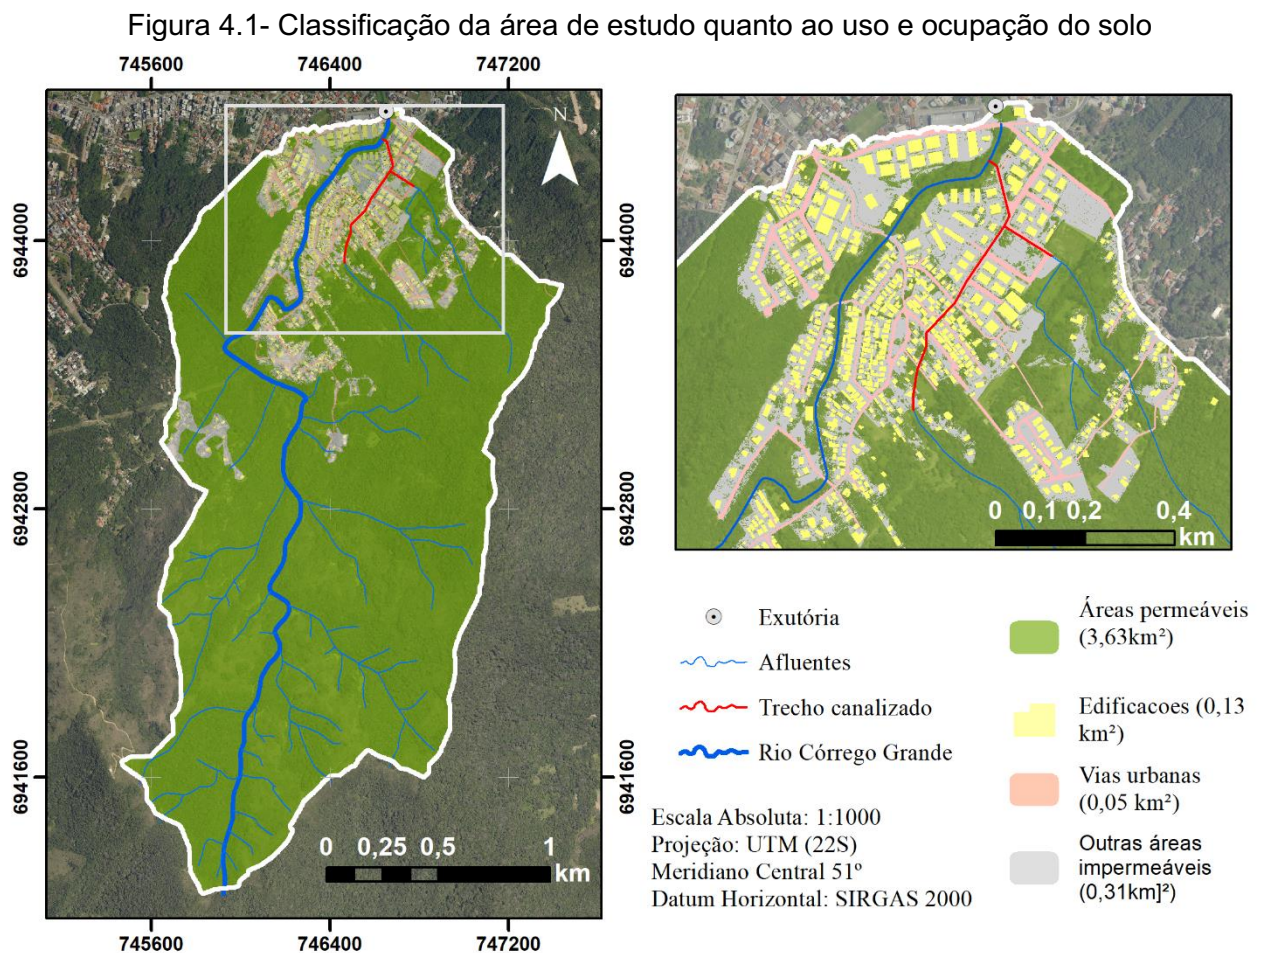 Figura 4.1- Classificação da área de estudo quanto ao uso e ocupação do solo
745600
746400
747200
6944000
6942800
6941600
6944000
6942800
6941600
N
0 0,25 0,5 1
km
745600
746400
747200
0 0,1 0,2 0,4
km
Exutória
Afluentes
Trecho canalizado
Rio Córrego Grande
Escala Absoluta: 1:1000
Projeção: UTM (22S)
Meridiano Central 51º
Datum Horizontal: SIRGAS 2000
Áreas permeáveis
(3,63km²)
Edificacoes (0,13
km²)
Vias urbanas
(0,05 km²)
Outras áreas
impermeáveis
(0,31km]²)